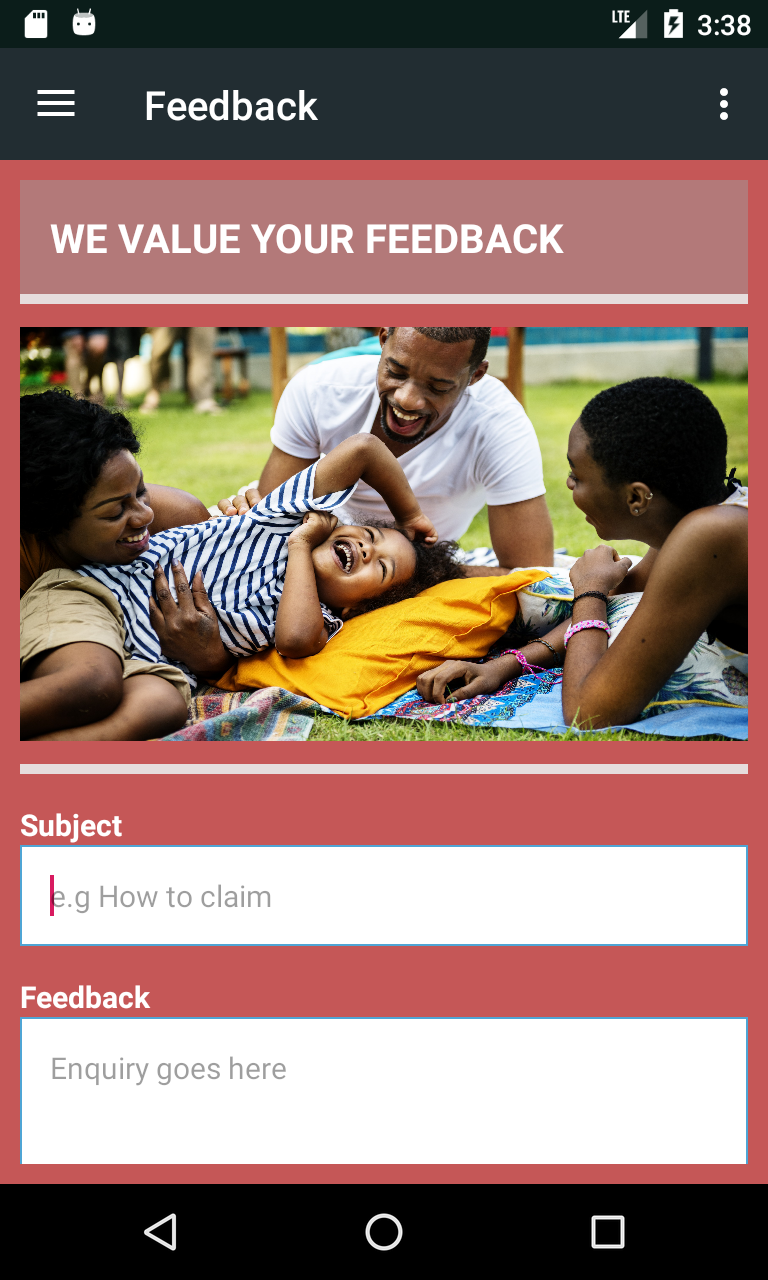 LTE 3:38
Feedback
WE VALUE YOUR FEEDBACK
Subject
e.g How to claim
Feedback
Enquiry goes here